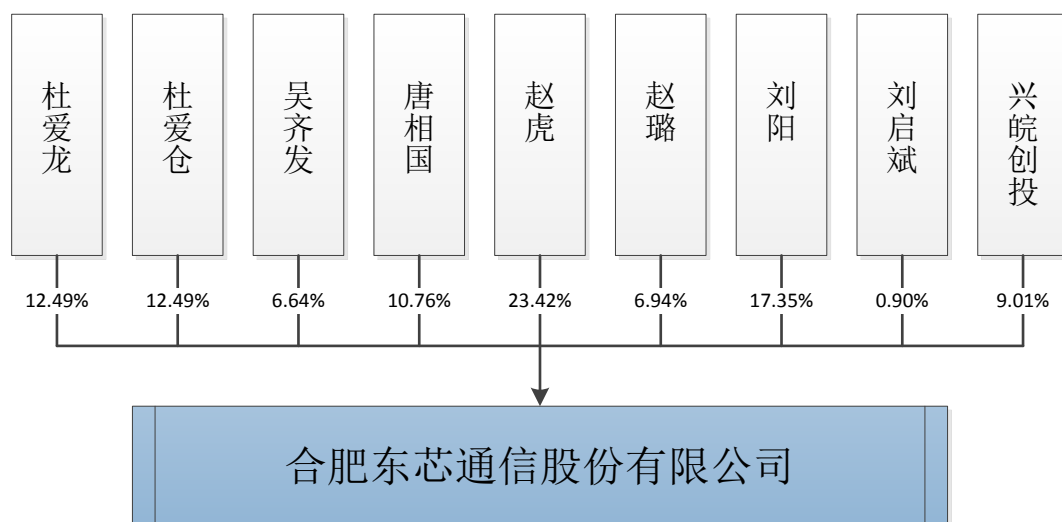 杜爱龙
杜爱仓
吴齐发
唐相国
赵虎
赵璐
刘阳
刘启斌
兴皖创投
12.49%
12.49%
6.64%
10.76%
23.42%
6.94%
17.35%
0.90%
9.01%
合肥东芯通信股份有限公司